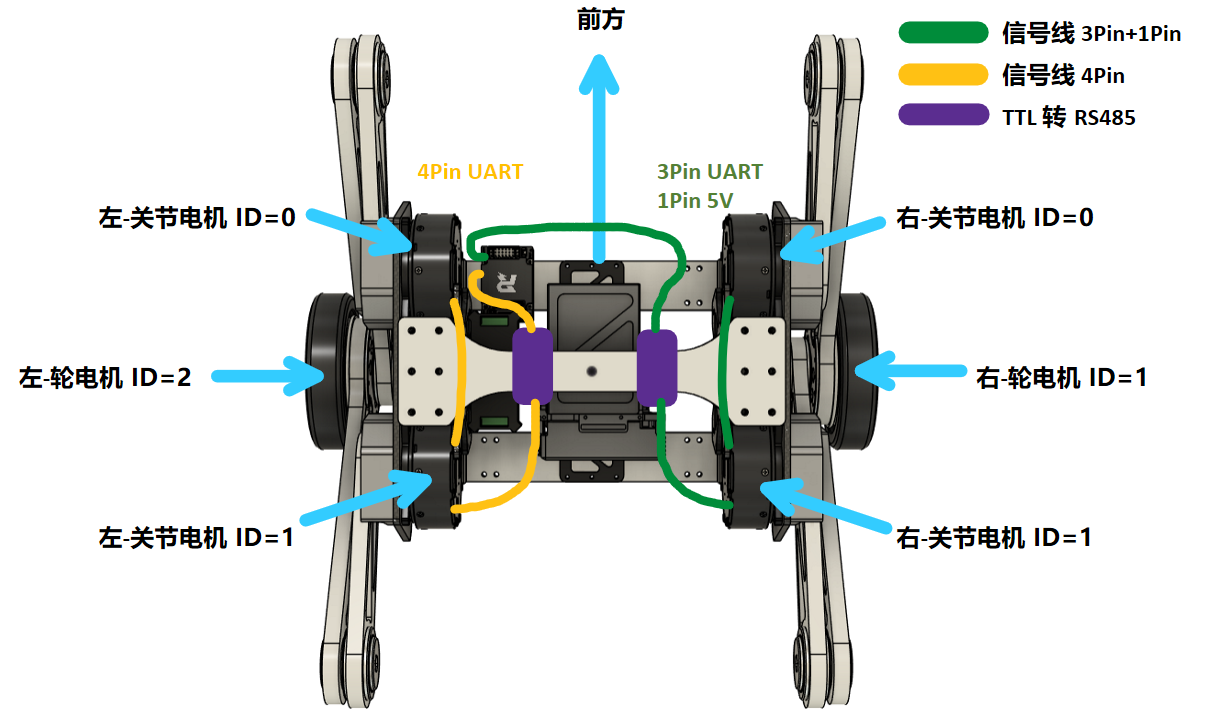 前方
信号线 3Pin+1Pin
信号线 4Pin
TTL 转 RS485
4Pin UART
3Pin UART
1Pin 5V
左-关节电机 ID=0
右-关节电机 ID=0
左-轮电机 ID=2
右-轮电机 ID=1
左-关节电机 ID=1
右-关节电机 ID=1